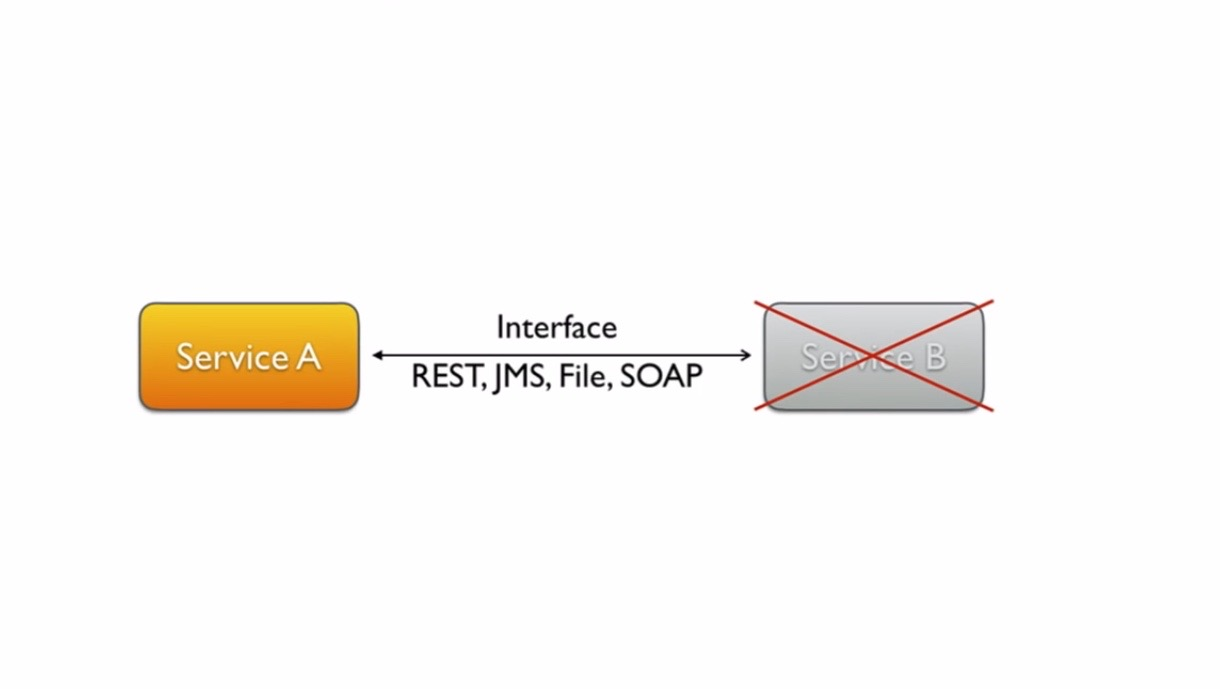 Interface
Service A
Service B
REST, JMS, File, SOAP